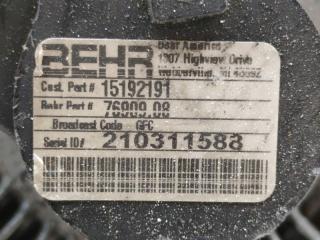 BEHR
Behr America
1907 Highview Drive
Cust. Part # 15192191
Behr Part # 76909.08
Broadcast Code GFC
Serial ID# 210311588